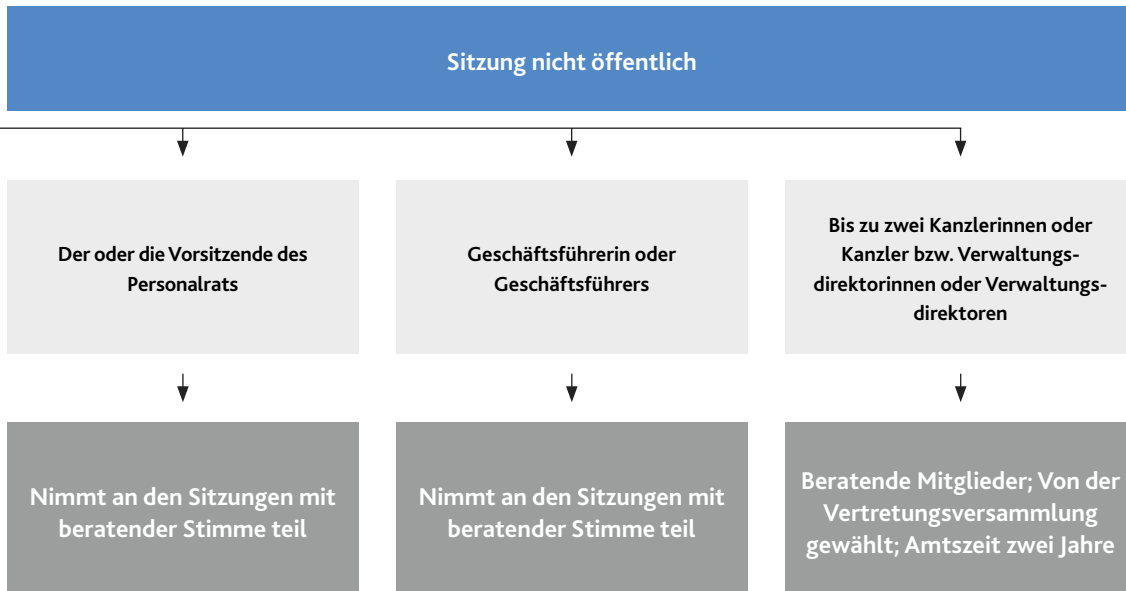 Sitzung nicht öffentlich
Der oder die Vorsitzende des
Personalrats
Geschäftsführerin oder
Geschäftsführers
Bis zu zwei Kanzlerinnen oder
Kanzler bzw. Verwaltungs-
direktorinnen oder Verwaltungs-
direktoren
Nimmt an den Sitzungen mit
beratender Stimme teil
Nimmt an den Sitzungen mit
beratender Stimme teil
Beratende Mitglieder; Von der
Vertretungsversammlung
gewählt; Amtszeit zwei Jahre